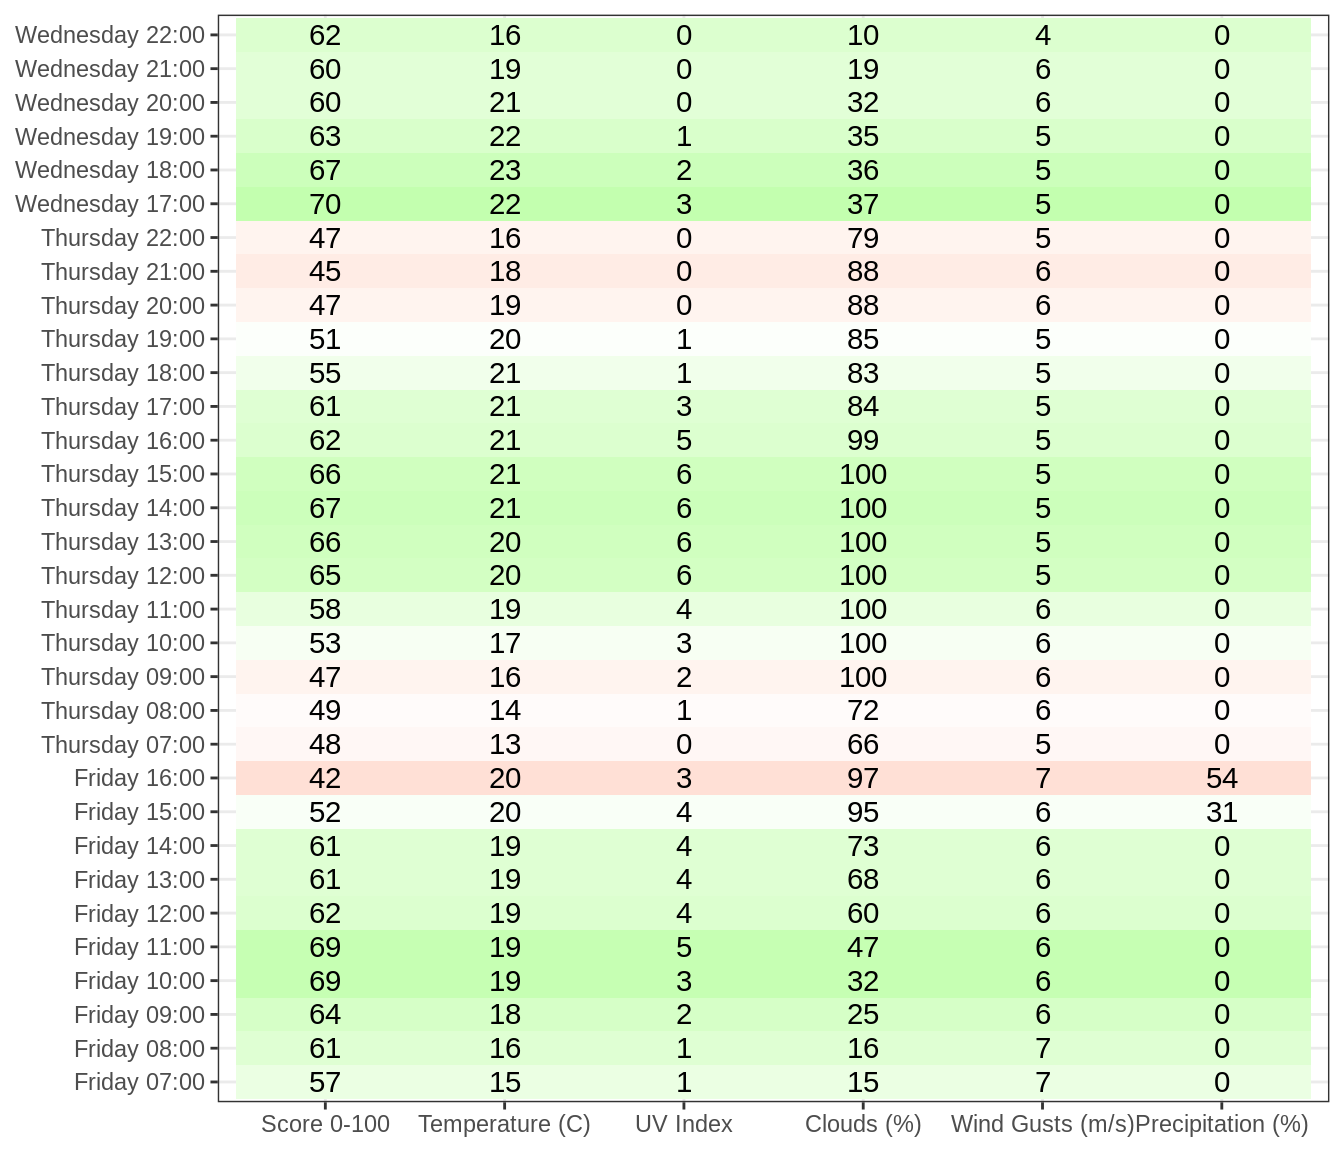 Wednesday 22:00 62 16 0 10 4 0
Wednesday 21:00 60 19 0 19 6 0
Wednesday 20:00 60 21 0 32 6 0
Wednesday 19:00 63 22 1 35 5 0
Wednesday 18:00 67 23 2 36 5 0
Wednesday 17:00 70 22 3 37 5 0
Thursday 22:00 47 16 0 79 5 0
Thursday 21:00 45 18 0 88 6 0
Thursday 20:00 47 19 0 88 6 0
Thursday 19:00 51 20 1 85 5 0
Thursday 18:00 55 21 1 83 5 0
Thursday 17:00 61 21 3 84 5 0
Thursday 16:00 62 21 5 99 5 0
Thursday 15:00 66 21 6 100 5 0
Thursday 14:00 67 21 6 100 5 0
Thursday 13:00 66 20 6 100 5 0
Thursday 12:00 65 20 6 100 5 0
Thursday 11:00 58 19 4 100 6 0
Thursday 10:00 53 17 3 100 6 0
Thursday 09:00 47 16 2 100 6 0
Thursday 08:00 49 14 1 72 6 0
Thursday 07:00 48 13 0 66 5 0
Friday 16:00 42 20 3 97 7 54
Friday 15:00 52 20 4 95 6 31
Friday 14:00 61 19 4 73 6 0
Friday 13:00 61 19 4 68 6 0
Friday 12:00 62 19 4 60 6 0
Friday 11:00 69 19 5 47 6 0
Friday 10:00 69 19 3 32 6 0
Friday 09:00 64 18 2 25 6 0
Friday 08:00 61 16 1 16 7 0
Friday 07:00 57 15 1 15 7 0
Score 0-100 Temperature (C) UV Index Clouds (%) Wind Gusts (m/s) Precipitation (%)